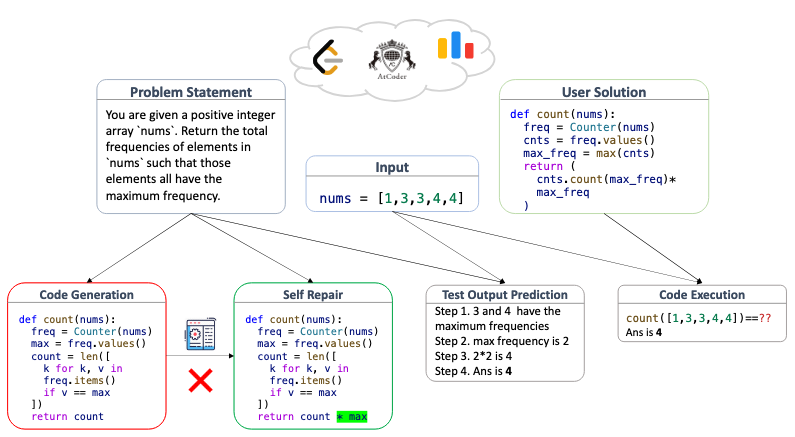 AtCoder
Problem Statement
You are given a positive integer
array `nums`. Return the total
frequencies of elements in
`nums` such that those
elements all have the
maximum frequency.
Input
nums = [1,3,3,4,4]
User Solution
def count(nums):
freq = Counter(nums)
cnts = freq.values()
max_freq = max(cnts)
return (
cnts.count(max_freq)*
max_freq
)
Code Generation
def count(nums):
freq = Counter(nums)
max = freq.values()
count = len([
k for k, v in
freq.items()
if v == max
])
return count
Self Repair
def count(nums):
freq = Counter(nums)
max = freq.values()
count = len([
k for k, v in
freq.items()
if v == max
])
return count * max
Test Output Prediction
Step 1. 3 and 4 have the
maximum frequencies
Step 2. max frequency is 2
Step 3. 2*2 is 4
Step 4. Ans is 4
Code Execution
count([1,3,3,4,4])==??
Ans is 4